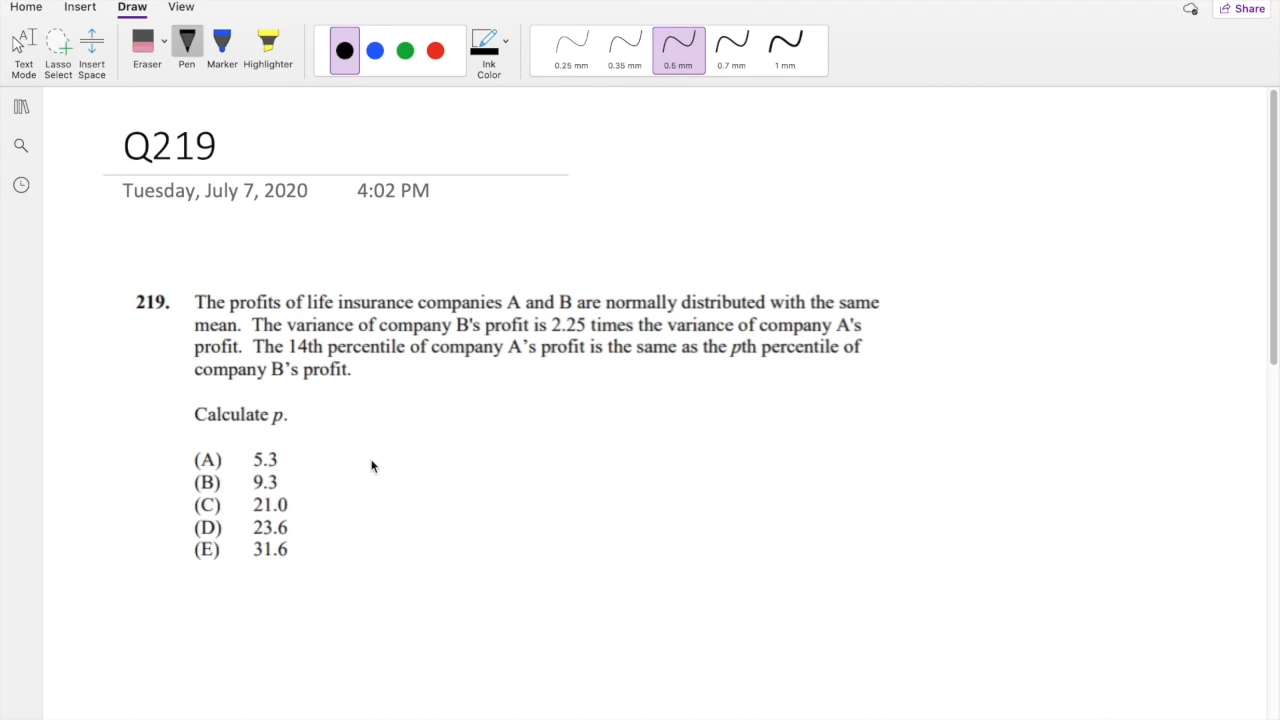 Home Insert Draw View Share
Text Mode Lasso Select Insert Space Eraser Pen Marker Highlighter Ink Color 0.25 mm 0.35 mm 0.5 mm 0.7 mm 1 mm
Q219
Tuesday, July 7, 2020 4:02 PM
219. The profits of life insurance companies A and B are normally distributed with the same
mean. The variance of company B's profit is 2.25 times the variance of company A's
profit. The 14th percentile of company A’s profit is the same as the pth percentile of
company B’s profit.
Calculate p.
(A) 5.3
(B) 9.3
(C) 21.0
(D) 23.6
(E) 31.6